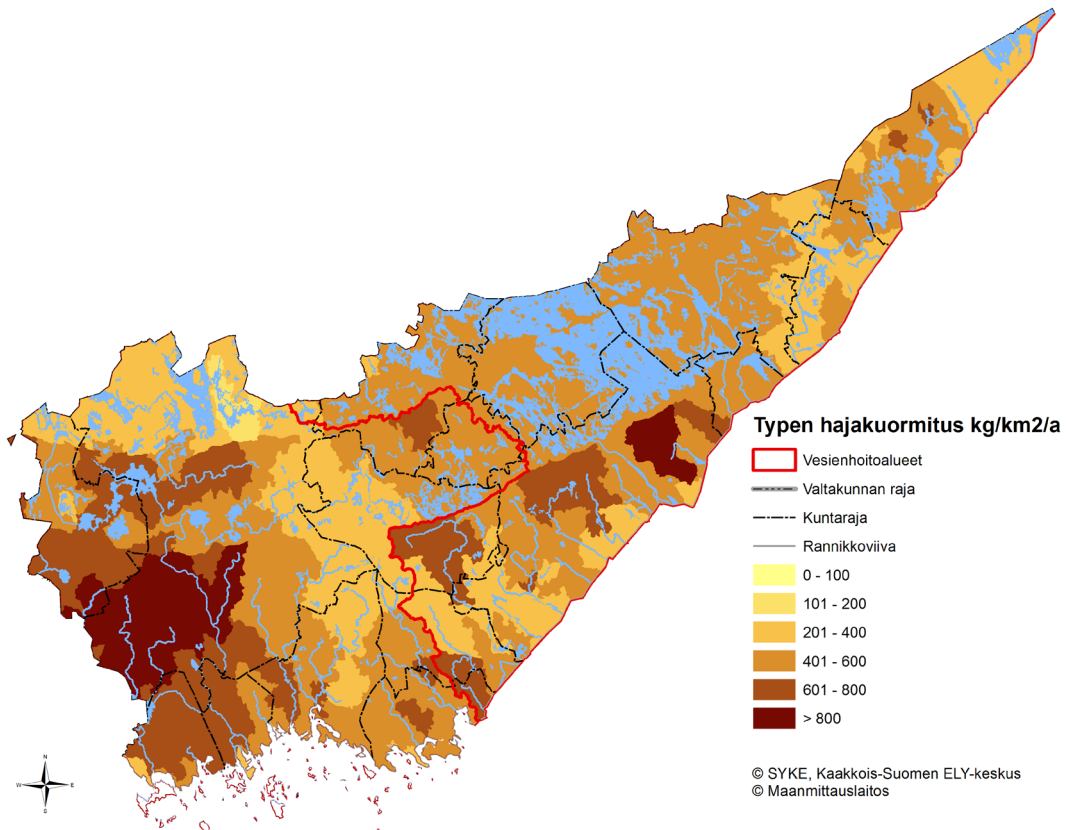 Typen hajakuormitus kg/km2/a
Vesienhoitoalueet
Valtakunnan raja
Kuntaraja
Rannikkoviiva
0 - 100
101 - 200
201 - 400
401 - 600
601 - 800
> 800
N
W E
S
© SYKE, Kaakkois-Suomen ELY-keskus
© Maanmittauslaitos